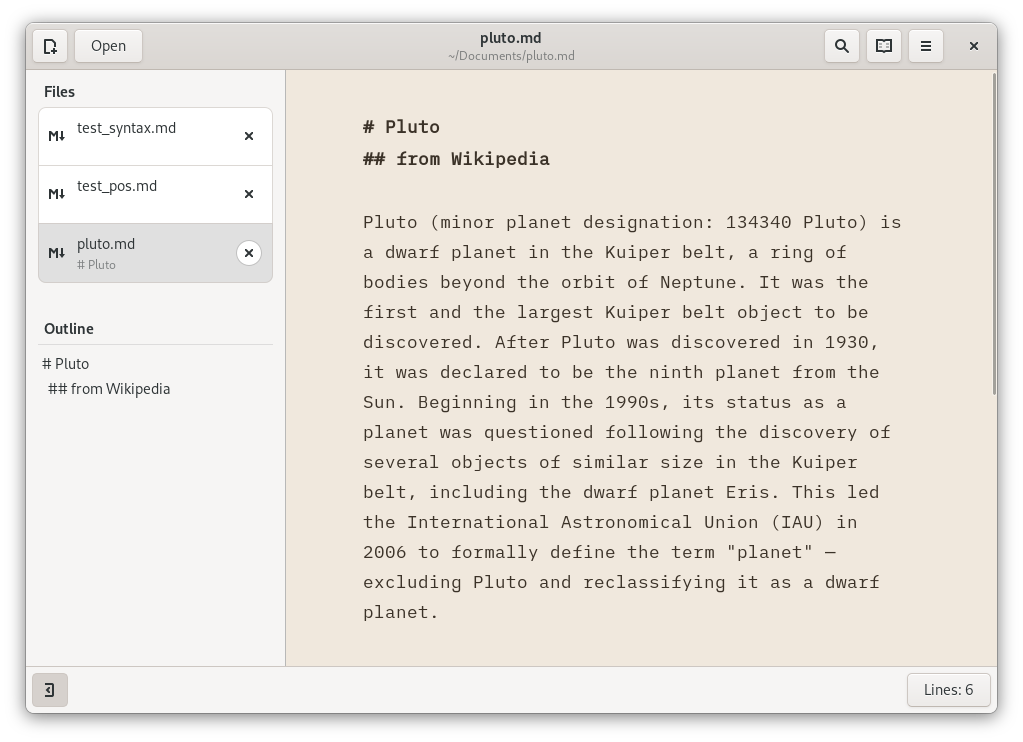 Open
pluto.md
~/Documents/pluto.md
Files
M↓ test_syntax.md
M↓ test_pos.md
M↓ pluto.md
# Pluto
Outline
# Pluto
## from Wikipedia
# Pluto
## from Wikipedia
Pluto (minor planet designation: 134340 Pluto) is
a dwarf planet in the Kuiper belt, a ring of
bodies beyond the orbit of Neptune. It was the
first and the largest Kuiper belt object to be
discovered. After Pluto was discovered in 1930,
it was declared to be the ninth planet from the
Sun. Beginning in the 1990s, its status as a
planet was questioned following the discovery of
several objects of similar size in the Kuiper
belt, including the dwarf planet Eris. This led
the International Astronomical Union (IAU) in
2006 to formally define the term "planet" —
excluding Pluto and reclassifying it as a dwarf
planet.
Lines: 6